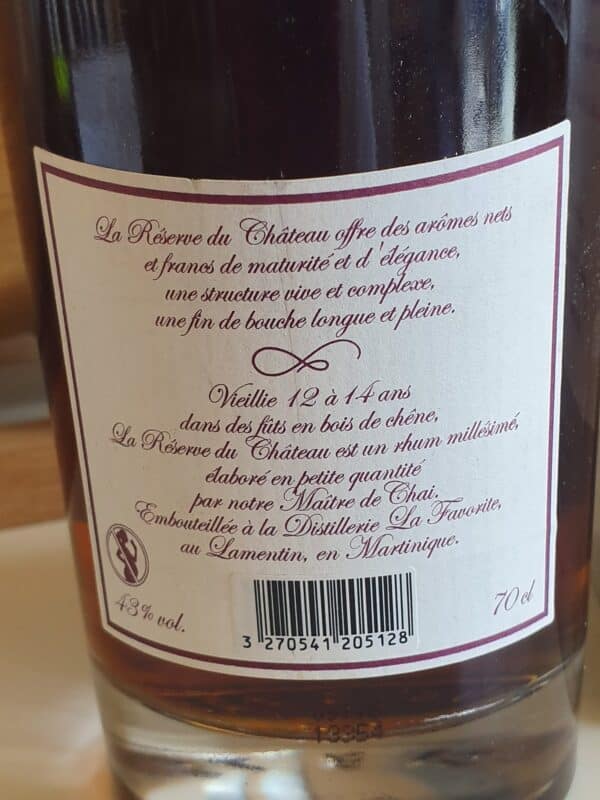 La Réserve du Château offre des arômes nets
et francs de maturité et d'élégance,
une structure vive et complexe,
une fin de bouche longue et pleine.
Vieillie 12 à 14 ans
dans des fûts en bois de chêne,
La Réserve du Château est un rhum millésimé,
élaboré en petite quantité
par notre Maître de Chai.
Embouteillée à la Distillerie La Favorite,
au Lamentin, en Martinique.
43% vol.
70 cl
3 270541 205128